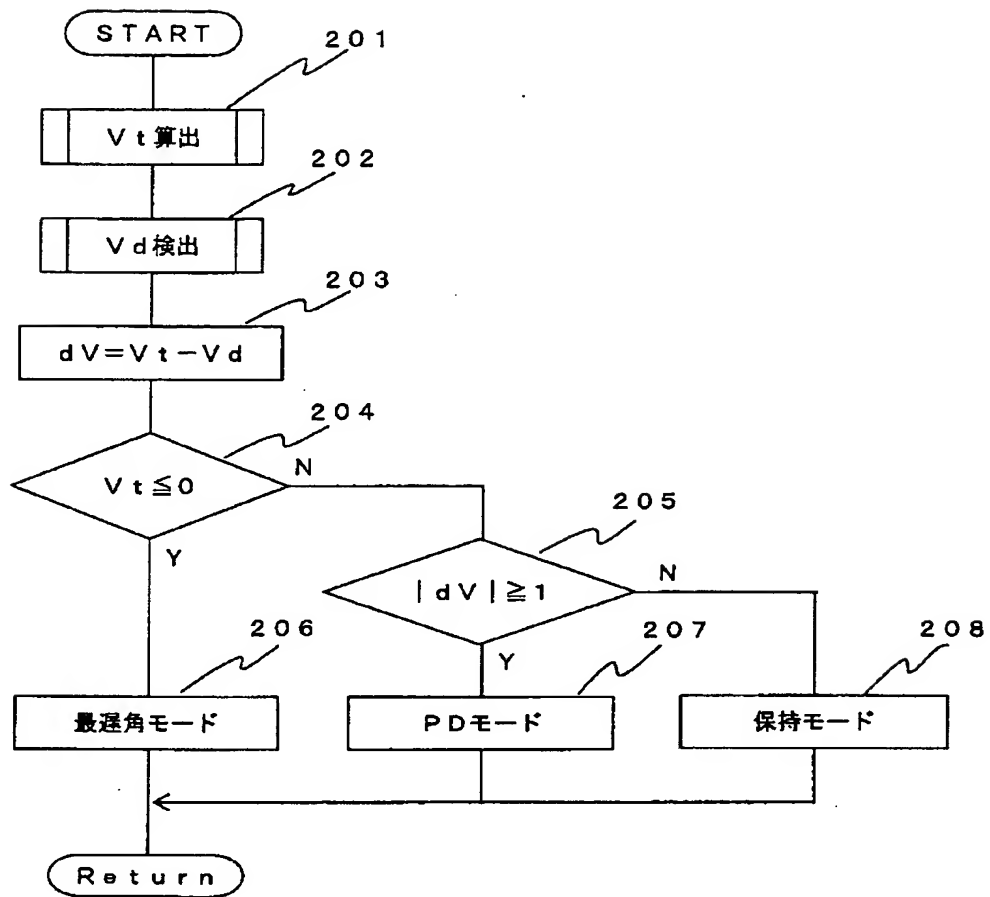 START
201
Vt算出
202
Vd検出
203
dV=Vt-Vd
204
Vt≦0
N
Y
205
|dV|≧1
N
Y
206
最遅角モード
207
PDモード
208
保持モード
Return